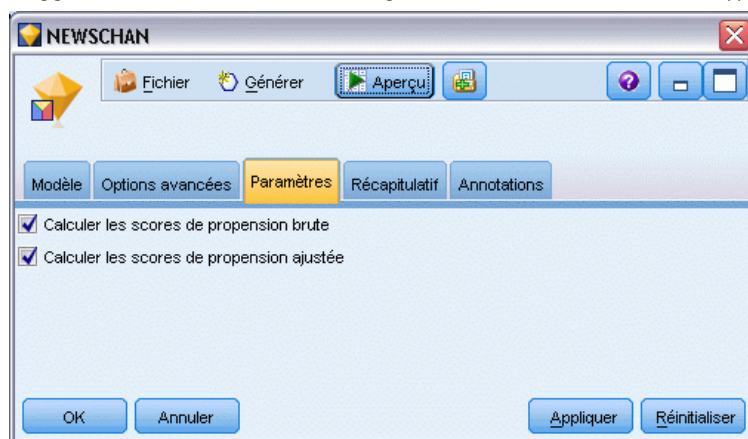 NEWSCHAN
Fichier Générer Aperçu
Modèle Options avancées Paramètres Récapitulatif Annotations
Calculer les scores de propension brute
Calculer les scores de propension ajustée
OK Annuler Appliquer Réinitialiser